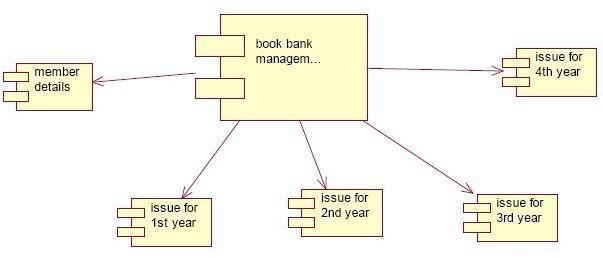 book bank
managem...
member
details
issue for
4th year
issue for
1st year
issue for
2nd year
issue for
3rd year